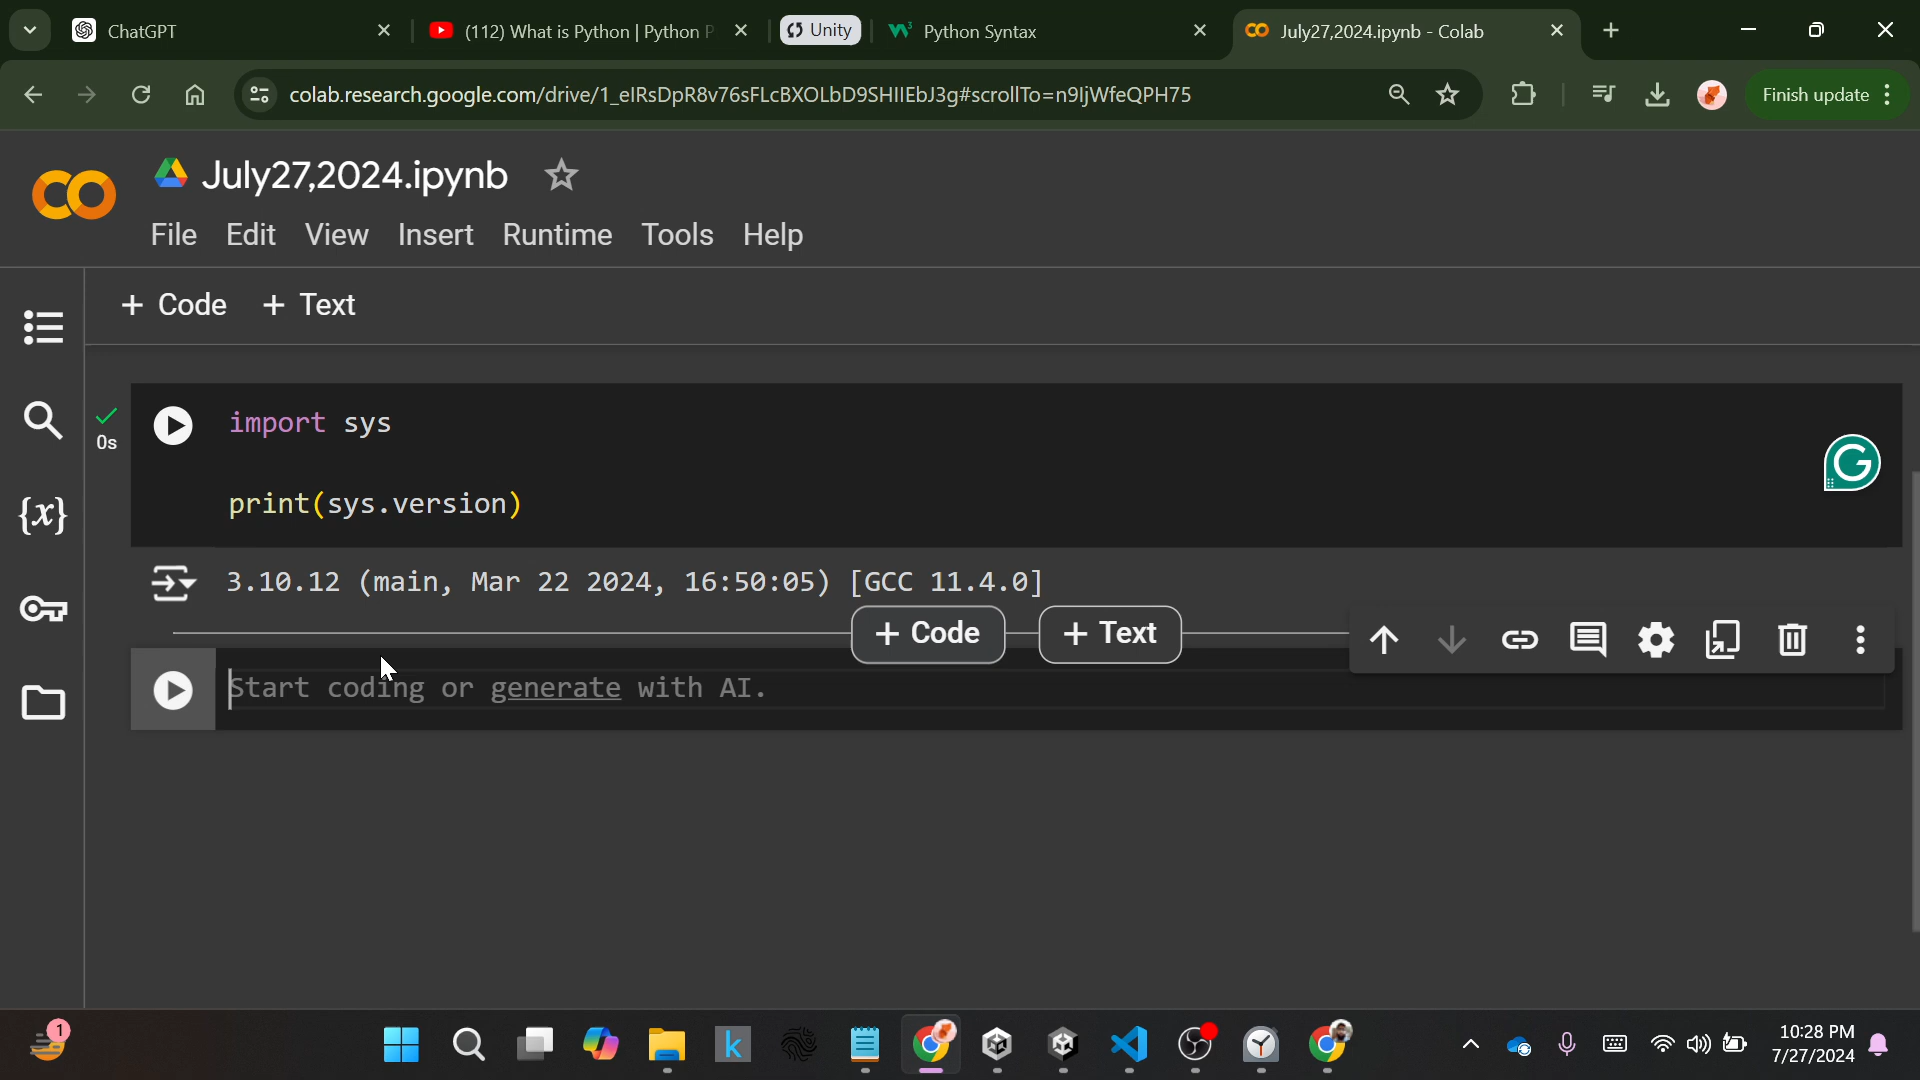 ChatGPT
(112) What is Python | Python P
Unity
Python Syntax
July27,2024.ipynb - Colab
colab.research.google.com/drive/1_eIRsDpR8v76sFLcBXOLbD9SHIIEbJ3g#scrollTo=n9IjWfeQPH75
Finish update
CO
July27,2024.ipynb
File Edit View Insert Runtime Tools Help
+ Code + Text
import sys
0s
{x}
print(sys.version)
3.10.12 (main, Mar 22 2024, 16:50:05) [GCC 11.4.0]
+ Code + Text
Start coding or generate with AI.
1
k
10:28 PM
7/27/2024